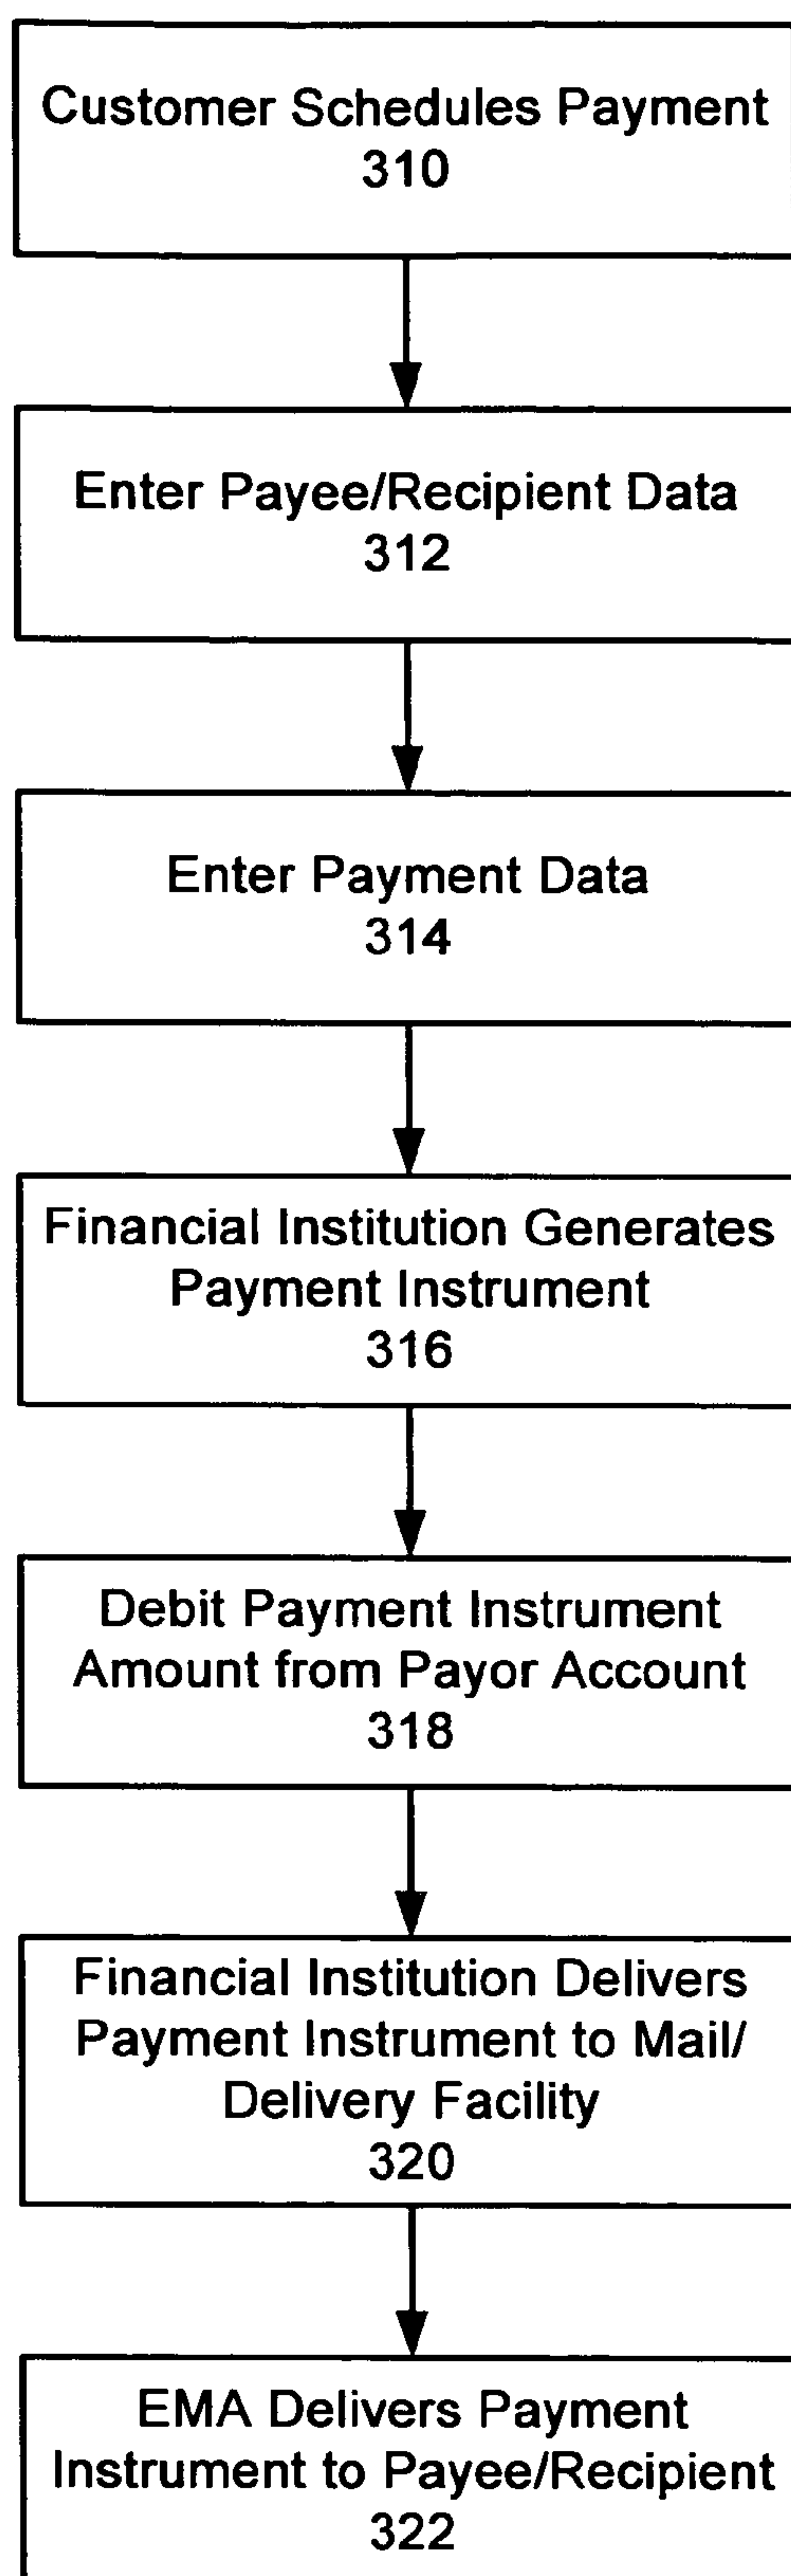 Customer Schedules Payment
310
Enter Payee/Recipient Data
312
Enter Payment Data
314
Financial Institution Generates
Payment Instrument
316
Debit Payment Instrument
Amount from Payor Account
318
Financial Institution Delivers
Payment Instrument to Mail/
Delivery Facility
320
EMA Delivers Payment
Instrument to Payee/Recipient
322